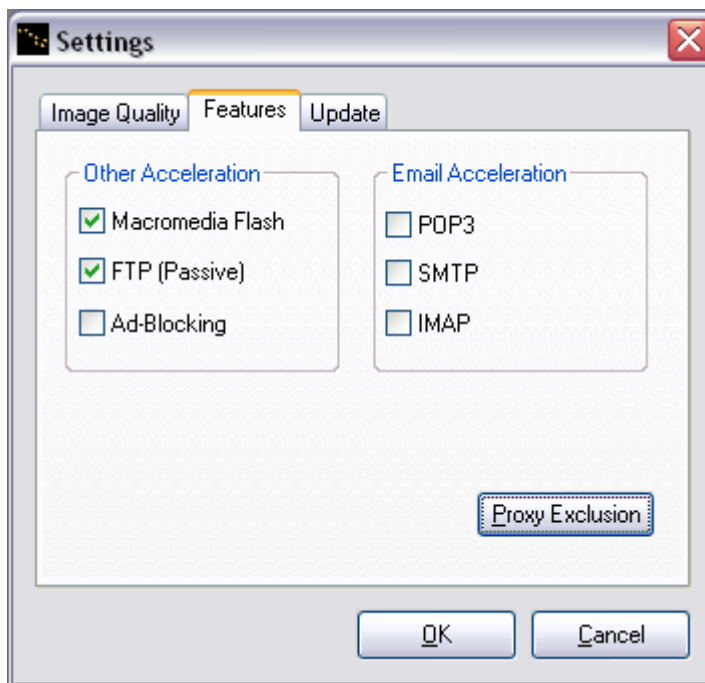 Settings
Image Quality Features Update
Other Acceleration Email Acceleration
Macromedia Flash POP3
FTP (Passive) SMTP
Ad-Blocking IMAP
Proxy Exclusion
OK Cancel